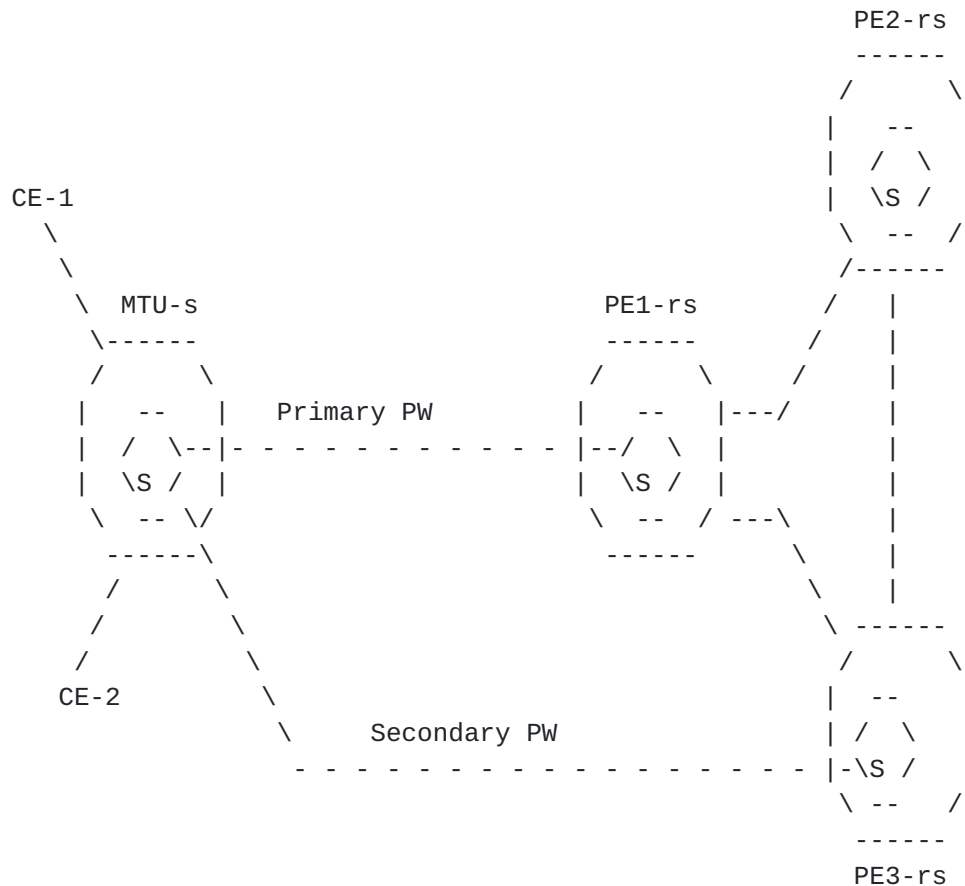 PE2-rs
S
CE-1
MTU-s PE1-rs
Primary PW
S S
CE-2
Secondary PW
S
PE3-rs